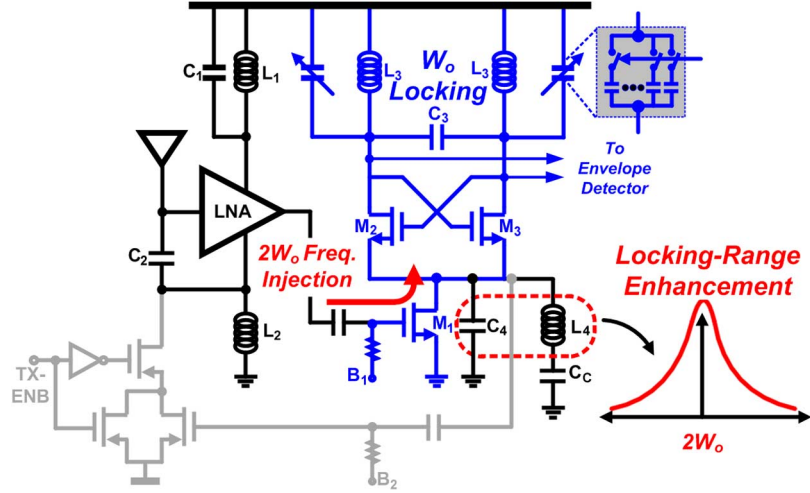 C1
L1
L3
Wo
Locking
L3
C3
To
Envelope
Detector
LNA
M2
M3
C2
2Wo Freq.
Injection
Locking-Range
Enhancement
L2
M1
C4
L4
B1
CC
TX-
ENB
2Wo
B2